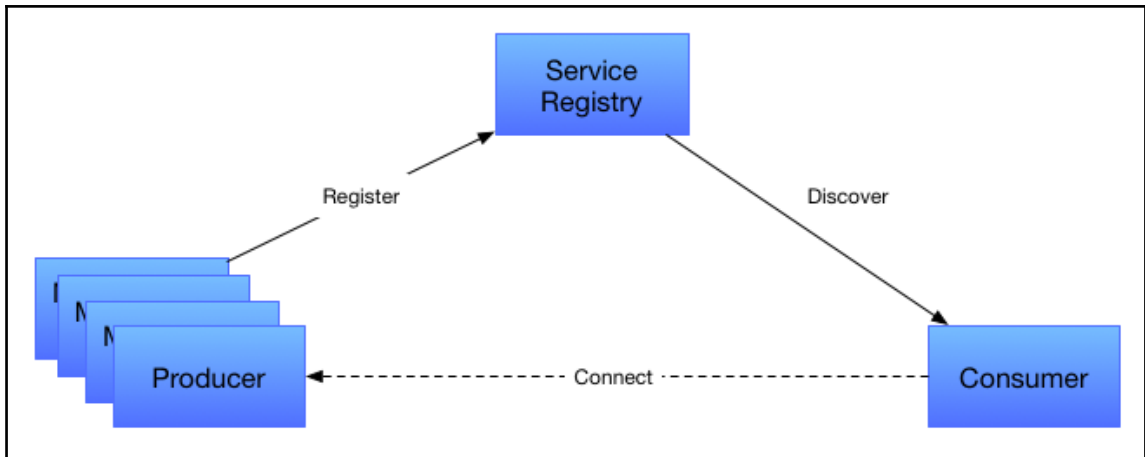 Service
Registry
Register
Discover
M
M
Producer
Connect
Consumer